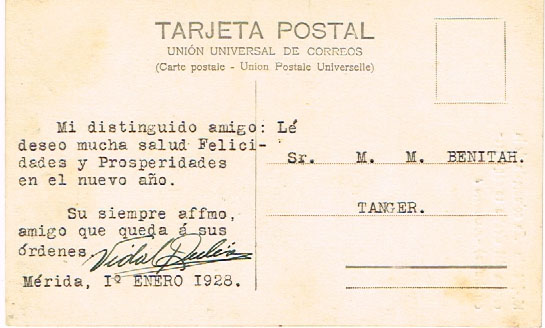 TARJETA POSTAL
UNIÓN UNIVERSAL DE CORREOS
(Carte postale - Union Postale Universelle)
Mi distinguido amigo: Lé
deseo mucha salud Felici-
dades y Prosperidades
en el nuevo año.
Su siempre affmo,
amigo que queda á sus
órdenes
Vidal
Mérida, 1º ENERO 1928.
Sr. M. M. BENITAH.
TANGER.